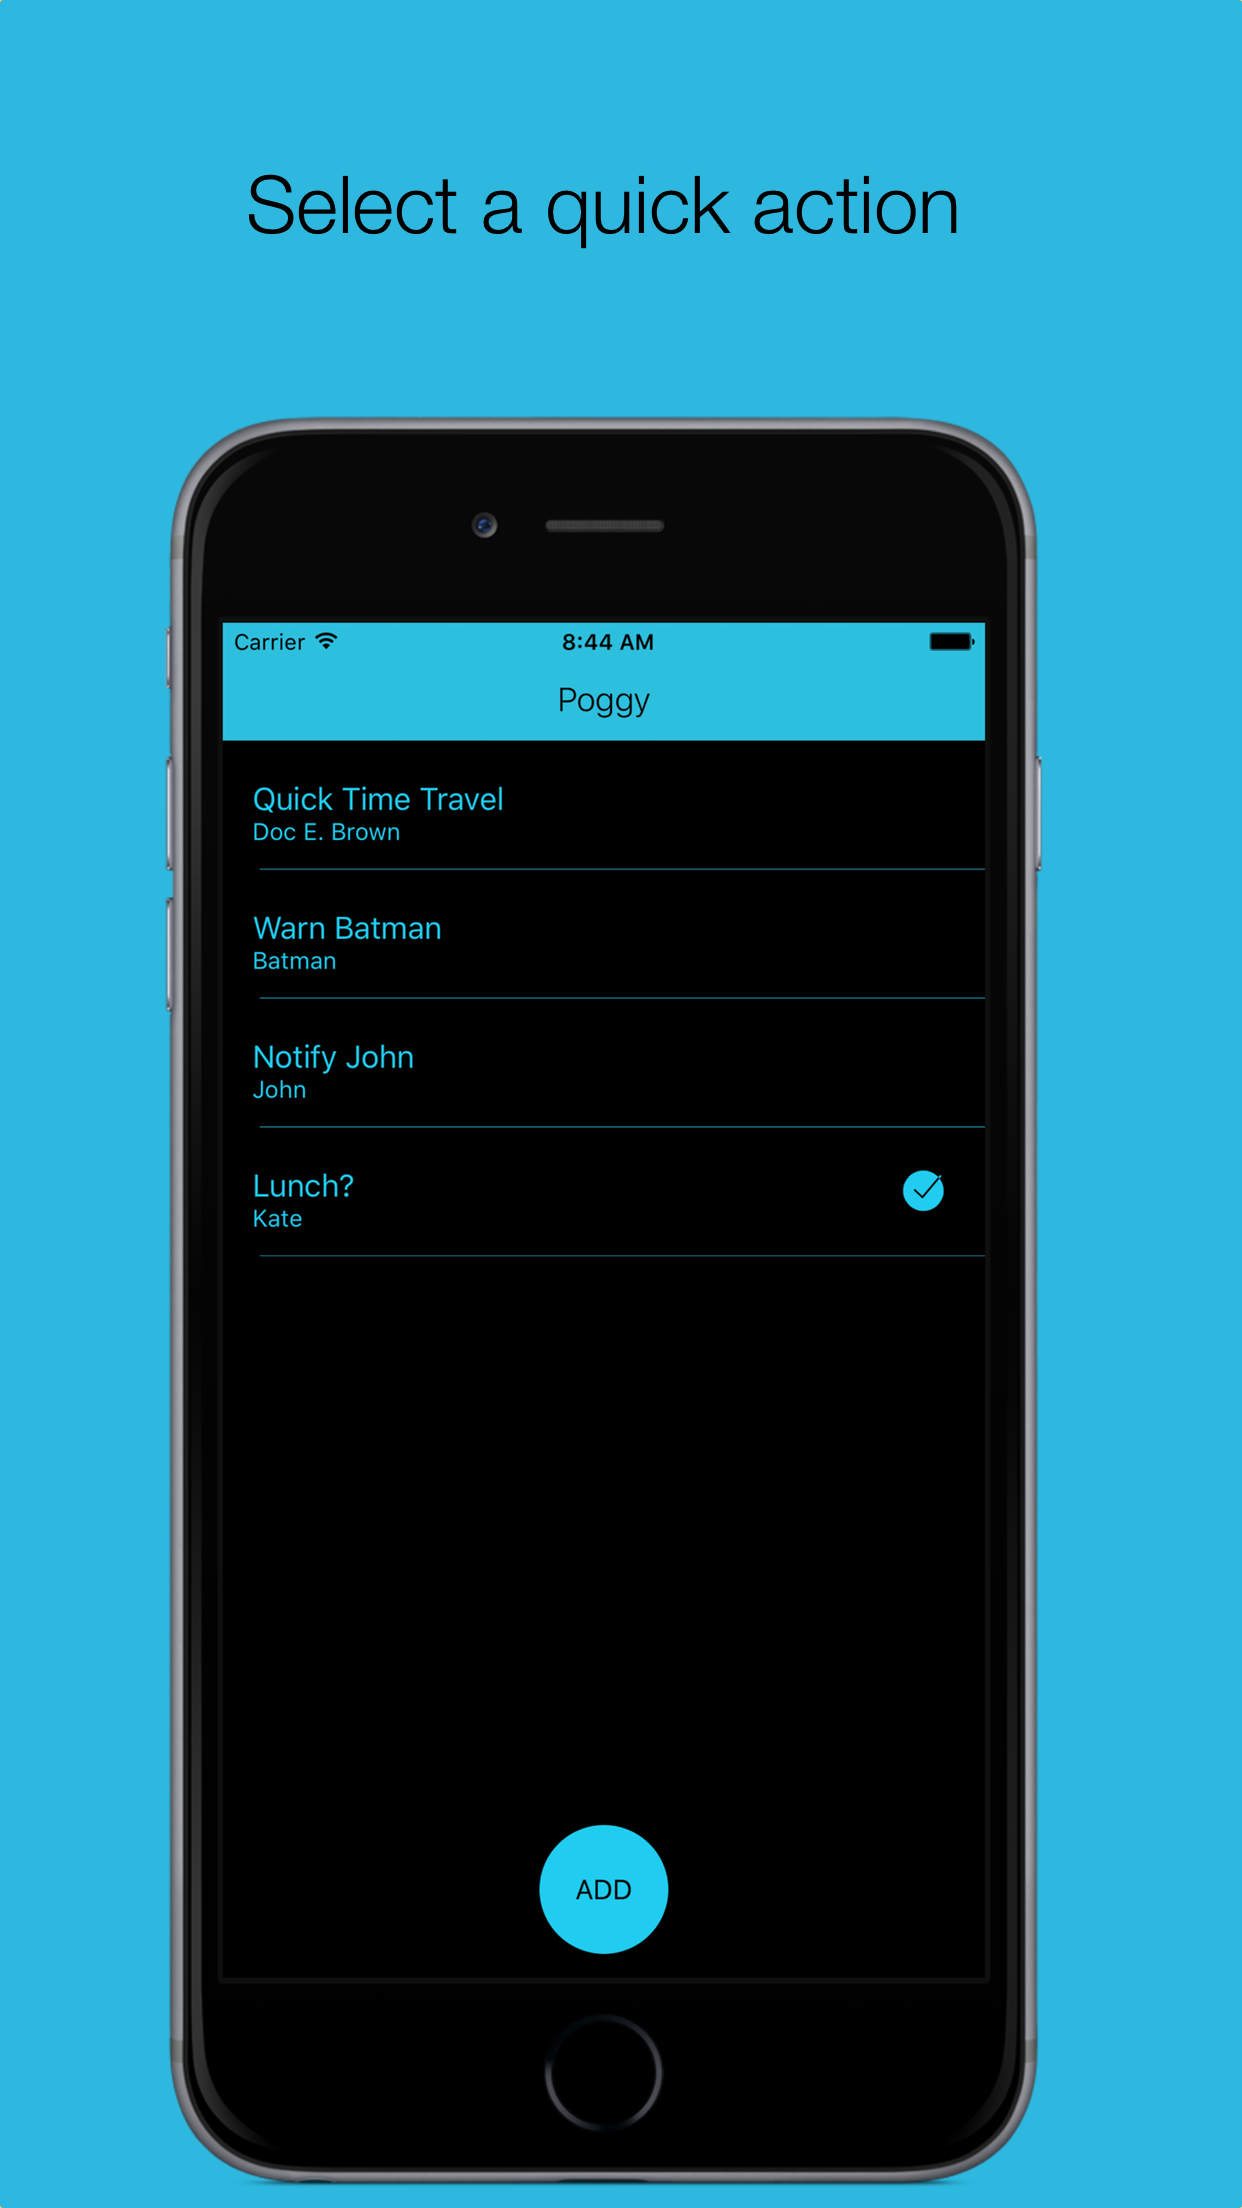 Select a quick action
Carrier
8:44 AM
Poggy
Quick Time Travel
Doc E. Brown
Warn Batman
Batman
Notify John
John
Lunch?
Kate
ADD